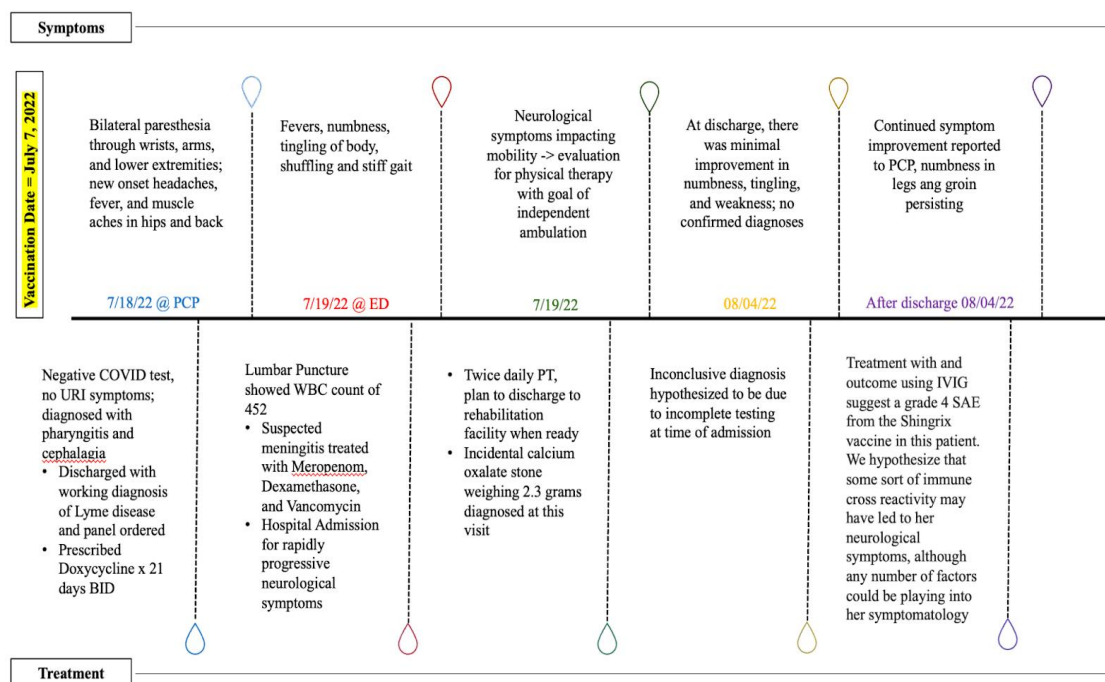 Symptoms
Vaccination Date = July 7, 2022
Bilateral paresthesia
through wrists, arms,
and lower extremities;
new onset headaches,
fever, and muscle
aches in hips and back
7/18/22 @ PCP
Fevers, numbness,
tingling of body,
shuffling and stiff gait
7/19/22 @ ED
Neurological
symptoms impacting
mobility -> evaluation
for physical therapy
with goal of
independent
ambulation
7/19/22
At discharge, there
was minimal
improvement in
numbness, tingling,
and weakness; no
confirmed diagnoses
08/04/22
Continued symptom
improvement reported
to PCP, numbness in
legs ang groin
persisting
After discharge 08/04/22
Negative COVID test,
no URI symptoms;
diagnosed with
pharyngitis and
cephalagia
• Discharged with
working diagnosis
of Lyme disease
and panel ordered
• Prescribed
Doxycycline x 21
days BID
Lumbar Puncture
showed WBC count of
452
• Suspected
meningitis treated
with Meropenom,
Dexamethasone,
and Vancomycin
• Hospital Admission
for rapidly
progressive
neurological
symptoms
• Twice daily PT,
plan to discharge to
rehabilitation
facility when ready
• Incidental calcium
oxalate stone
weighing 2.3 grams
diagnosed at this
visit
Inconclusive diagnosis
hypothesized to be due
to incomplete testing
at time of admission
Treatment with and
outcome using IVIG
suggest a grade 4 SAE
from the Shingrix
vaccine in this patient.
We hypothesize that
some sort of immune
cross reactivity may
have led to her
neurological
symptoms, although
any number of factors
could be playing into
her symptomatology
Treatment